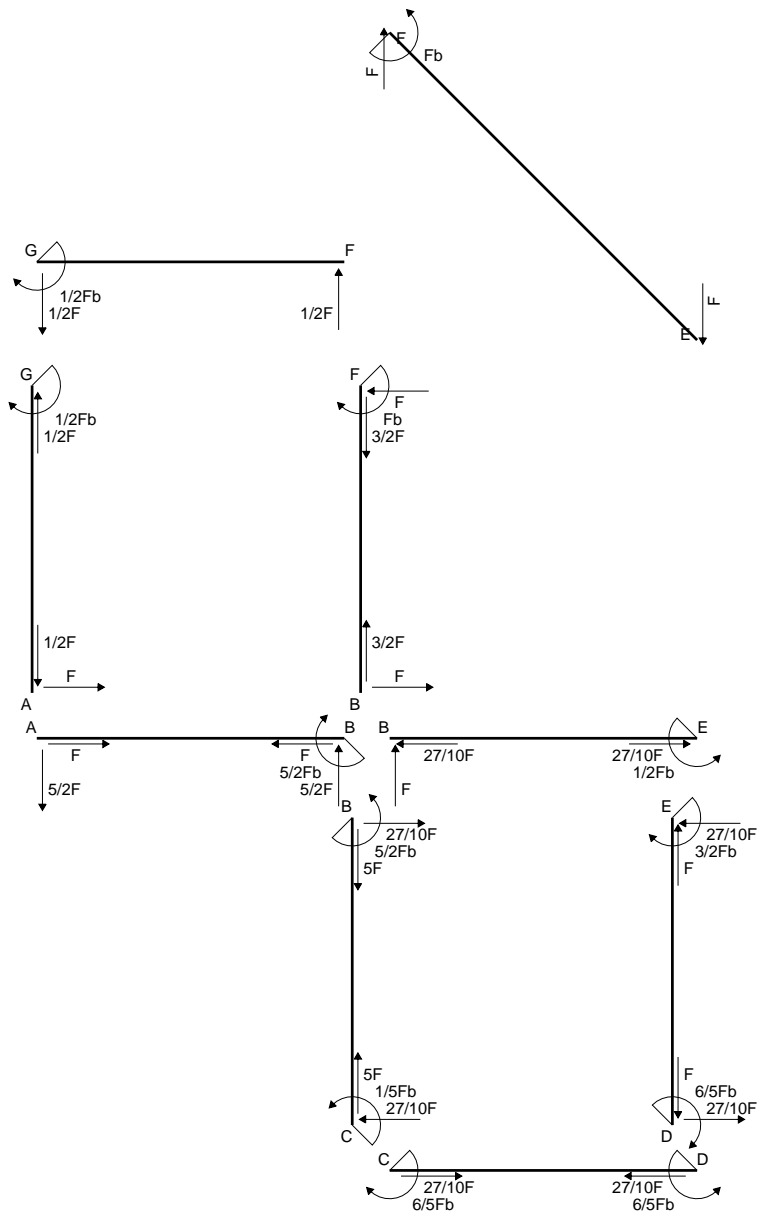 F
Fb
F
G
F
1/2Fb
1/2F
1/2F
F
E
G
F
1/2Fb
1/2F
F
Fb
3/2F
1/2F
F
A
3/2F
F
B
A
B
B
E
F
F
5/2Fb
5/2F
5/2F
27/10F
F
27/10F
1/2Fb
B
27/10F
5/2Fb
5F
E
27/10F
3/2Fb
F
5F
1/5Fb
27/10F
C
F
6/5Fb
27/10F
D
C
D
27/10F
6/5Fb
27/10F
6/5Fb